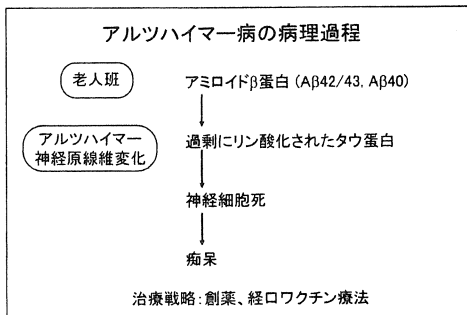 アルツハイマー病の病理過程
老人班
アミロイドβ蛋白 (Aβ42/43, Aβ40)
アルツハイマー
神経原線維変化
過剰にリン酸化されたタウ蛋白
神経細胞死
痴呆
治療戦略：創薬、経口ワクチン療法